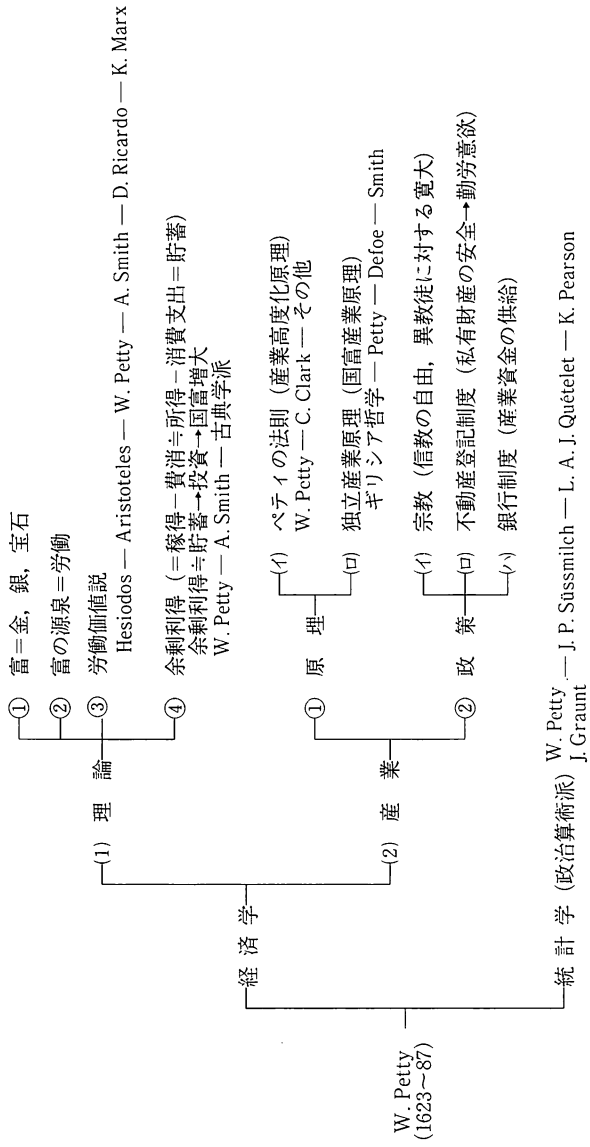 W. Petty
(1623~87)
経済学
(1) 理論
① 富＝金，銀，宝石
② 富の源泉＝労働
③ 労働価値説
Hesiodos — Aristoteles — W. Petty — A. Smith — D. Ricardo — K. Marx
④ 余剰利得（＝稼得－費消≒所得－消費支出＝貯蓄）
余剰利得≒貯蓄→投資→国富増大
W. Petty — A. Smith — 古典学派
(2) 産業
① 原理
(イ) ペティの法則（産業高度化原理）
W. Petty — C. Clark — その他
(ロ) 独立産業原理（国富産業原理）
ギリシア哲学 — Petty — Defoe — Smith
② 政策
(イ) 宗教（信教の自由，異教徒に対する寛大）
(ロ) 不動産登記制度（私有財産の安全→勤労意欲）
(ハ) 銀行制度（産業資金の供給）
統計学（政治算術派）
W. Petty — J. P. Süssmilch — L. A. J. Quételet — K. Pearson
J. Graunt